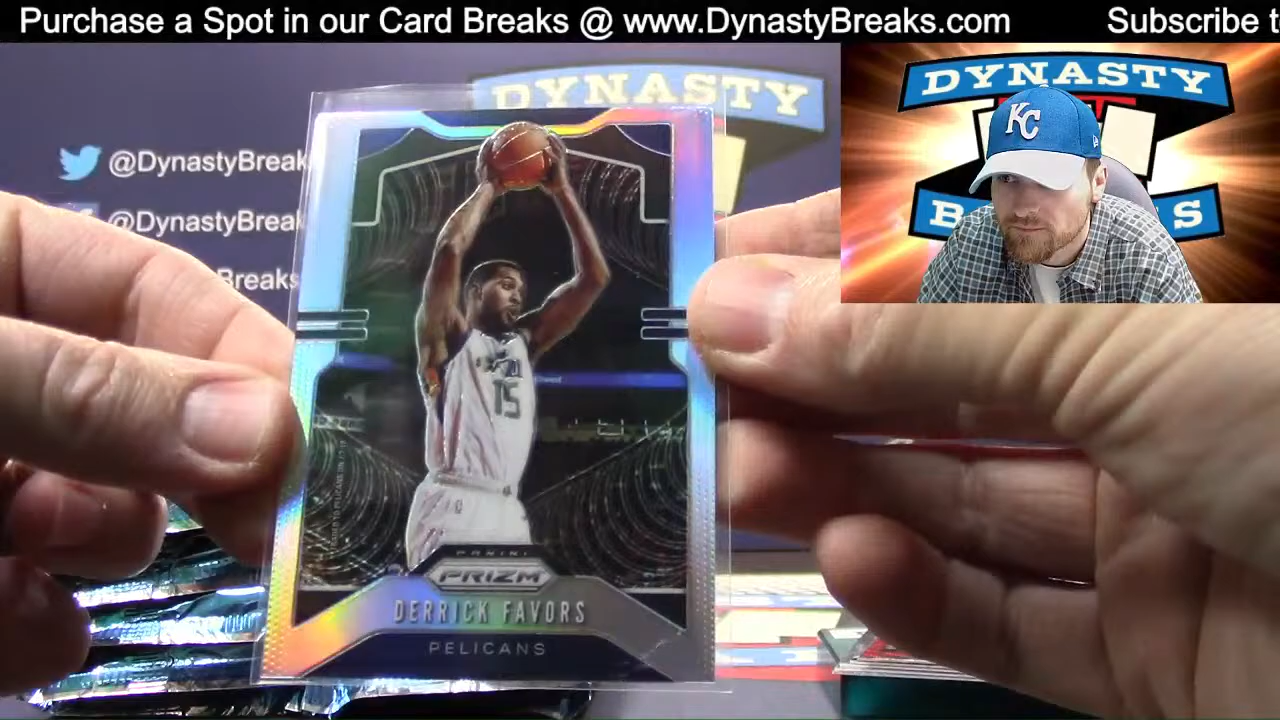 Purchase a Spot in our Card Breaks @ www.DynastyBreaks.com Subscribe t
DYNASTY
DYNASTY
KC
@DynastyBreak
@DynastyBreak
Breaks
B S
15
PANINI
PRIZM
DERRICK FAVORS
PELICANS